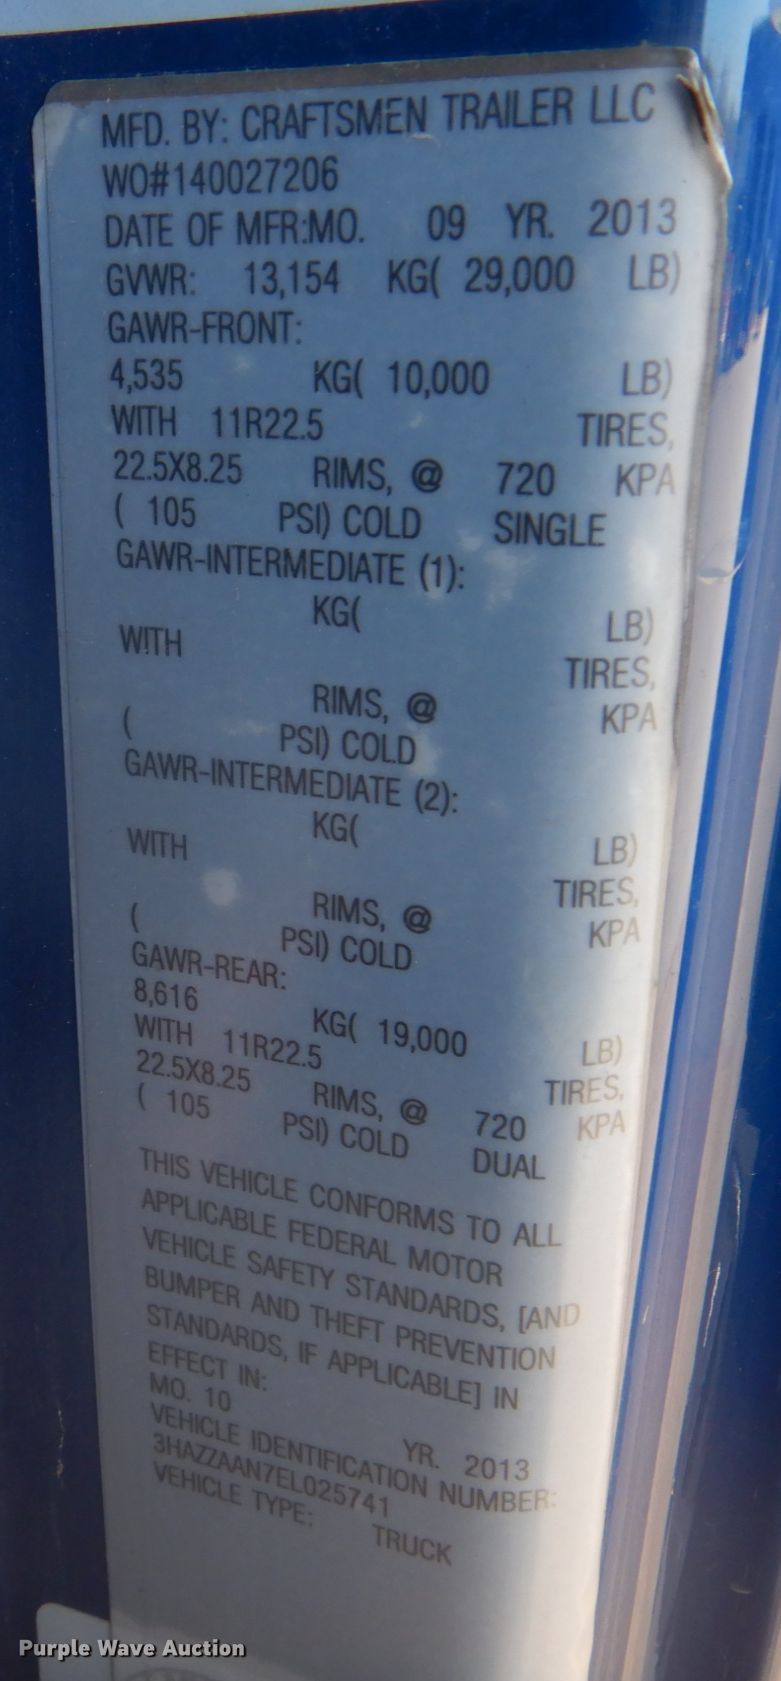 MFD. BY: CRAFTSMEN TRAILER LLC
WO#140027206
DATE OF MFR:MO. 09 YR. 2013
GVWR: 13,154 KG( 29,000 LB)
GAWR-FRONT:
4,535 KG( 10,000 LB)
WITH 11R22.5 TIRES,
22.5X8.25 RIMS, @ 720 KPA
( 105 PSI) COLD SINGLE
GAWR-INTERMEDIATE (1):
KG( LB)
WITH TIRES,
RIMS, @ KPA
( PSI) COLD
GAWR-INTERMEDIATE (2):
KG( LB)
WITH TIRES,
RIMS, @ KPA
( PSI) COLD
GAWR-REAR:
8,616 KG( 19,000 LB)
WITH 11R22.5 TIRES,
22.5X8.25 RIMS, @ 720 KPA
( 105 PSI) COLD DUAL
THIS VEHICLE CONFORMS TO ALL
APPLICABLE FEDERAL MOTOR
VEHICLE SAFETY STANDARDS, [AND
BUMPER AND THEFT PREVENTION
STANDARDS, IF APPLICABLE] IN
EFFECT IN:
MO. 10 YR. 2013
VEHICLE IDENTIFICATION NUMBER:
3HAZZAAN7EL025741
VEHICLE TYPE: TRUCK
Purple Wave Auction